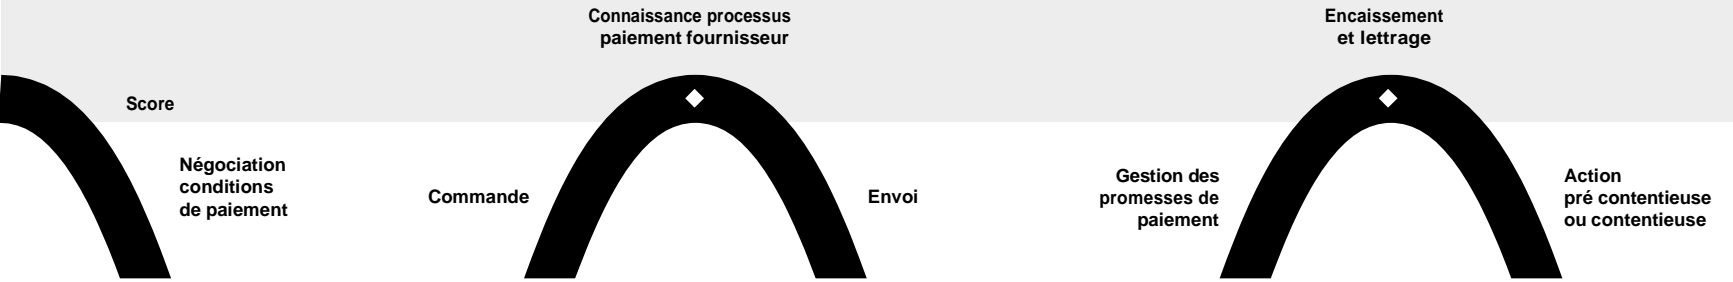 Score
Négociation
conditions
de paiement
Commande
Connaissance processus
paiement fournisseur
Envoi
Gestion des
promesses de
paiement
Encaissement
et lettrage
Action
pré contentieuse
ou contentieuse